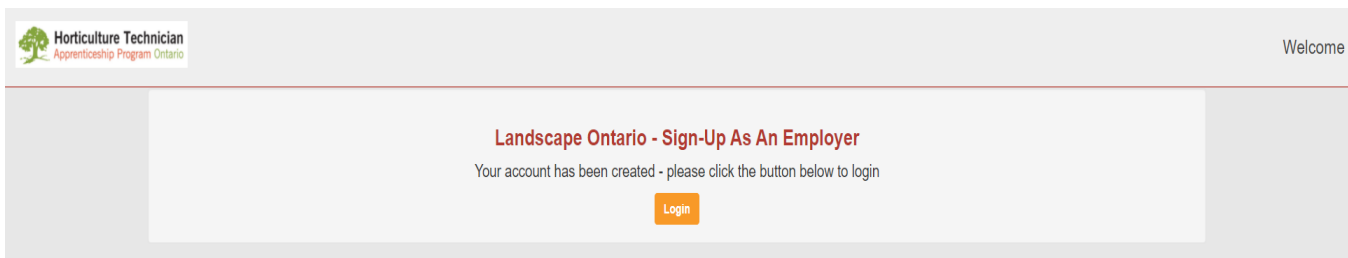 Horticulture Technician
Apprenticeship Program Ontario
Welcome
Landscape Ontario - Sign-Up As An Employer
Your account has been created - please click the button below to login
Login